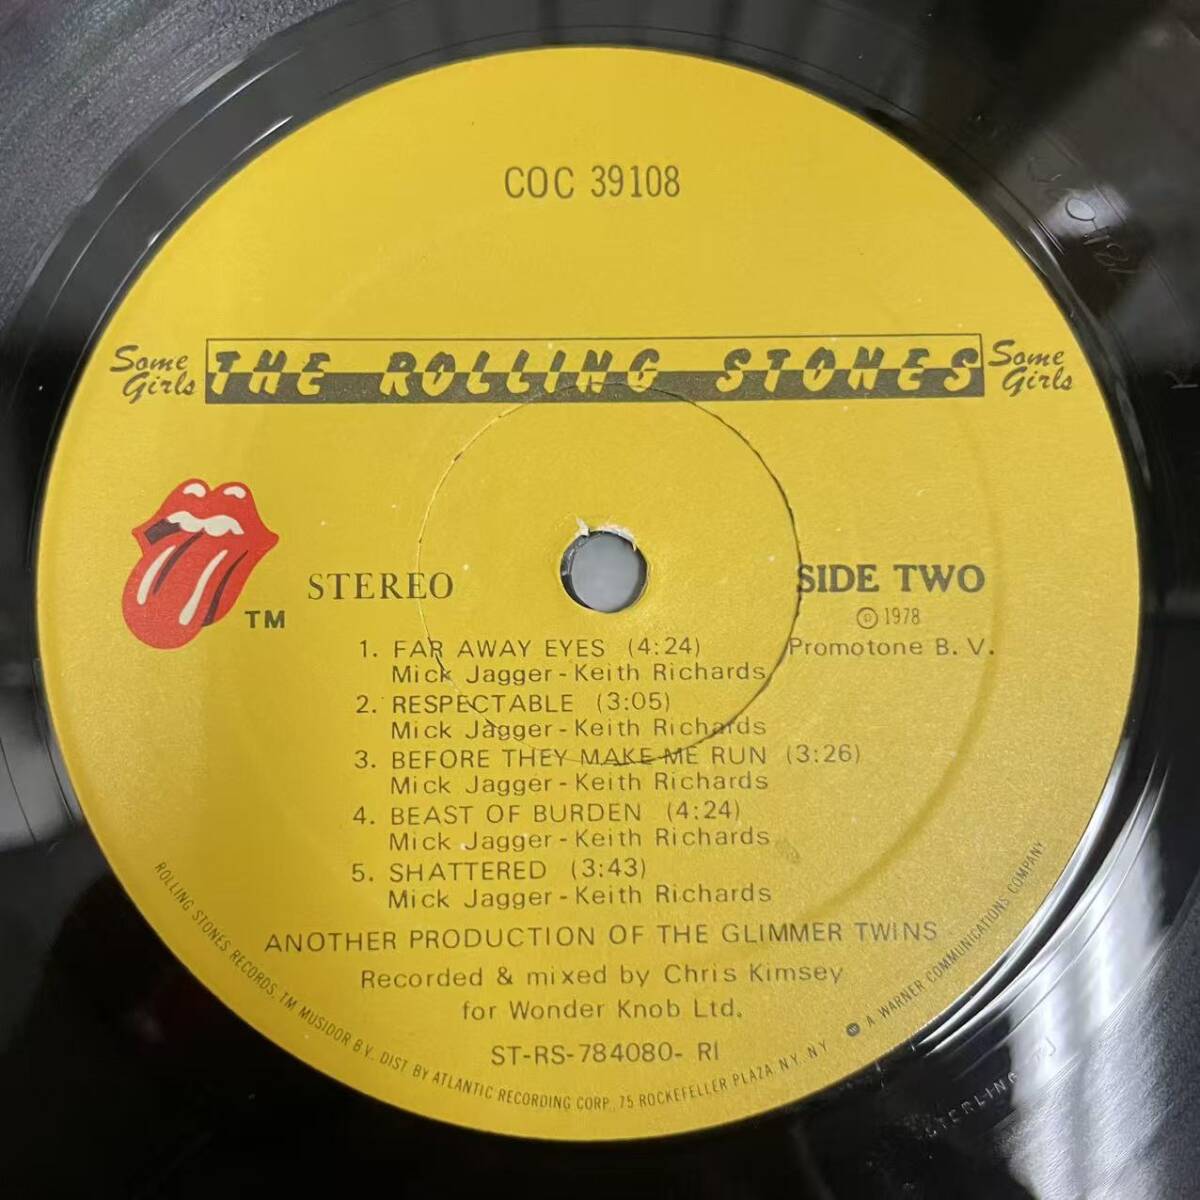 COC 39108
Some Girls
THE ROLLING STONES
Some Girls
TM
STEREO
SIDE TWO
℗ 1978
Promotone B. V.
1. FAR AWAY EYES (4:24)
Mick Jagger - Keith Richards
2. RESPECTABLE (3:05)
Mick Jagger - Keith Richards
3. BEFORE THEY MAKE ME RUN (3:26)
Mick Jagger - Keith Richards
4. BEAST OF BURDEN (4:24)
Mick Jagger - Keith Richards
5. SHATTERED (3:43)
Mick Jagger - Keith Richards
ANOTHER PRODUCTION OF THE GLIMMER TWINS
Recorded & mixed by Chris Kimsey
for Wonder Knob Ltd.
ST-RS-784080- RI
ROLLING STONES RECORDS, TM MUSIDOR B V. DIST BY ATLANTIC RECORDING CORP., 75 ROCKEFELLER PLAZA, NY, NY A WARNER COMMUNICATIONS COMPANY
STERLING